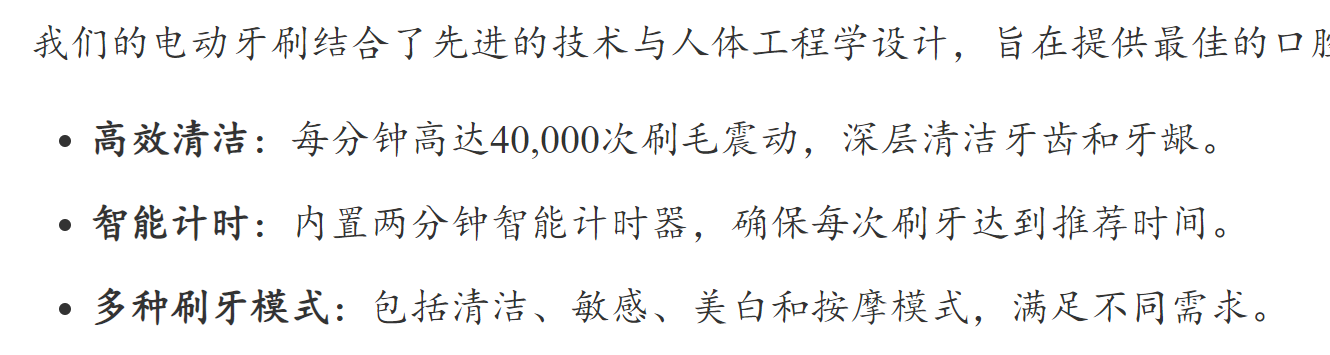 我们的电动牙刷结合了先进的技术与人体工程学设计，旨在提供最佳的口腔
• 高效清洁：每分钟高达40,000次刷毛震动，深层清洁牙齿和牙龈。
• 智能计时：内置两分钟智能计时器，确保每次刷牙达到推荐时间。
• 多种刷牙模式：包括清洁、敏感、美白和按摩模式，满足不同需求。